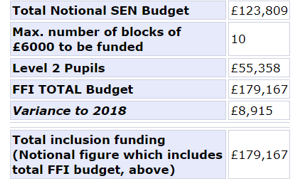 Total Notional SEN Budget £123,809
Max. number of blocks of
£6000 to be funded 10
Level 2 Pupils £55,358
FFI TOTAL Budget £179,167
Variance to 2018 £8,915
Total inclusion funding
(Notional figure which includes £179,167
total FFI budget, above)